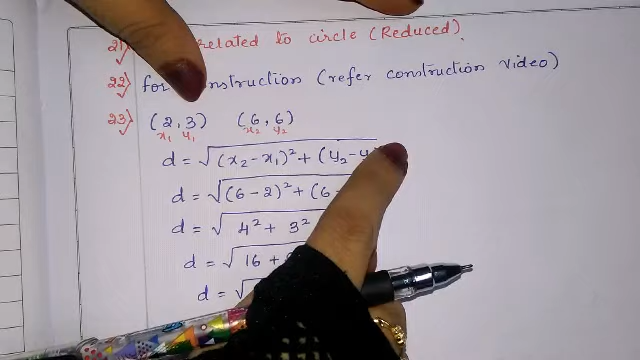 21) related to circle (Reduced).
22) for construction (refer construction video)
23) (2, 3) (6, 6)
x₁ y₁ x₂ y₂
d = √(x₂ - x₁)² + (y₂ - y
d = √(6 - 2)² + (6 -
d = √ 4² + 3²
d = √ 16 +
d = √